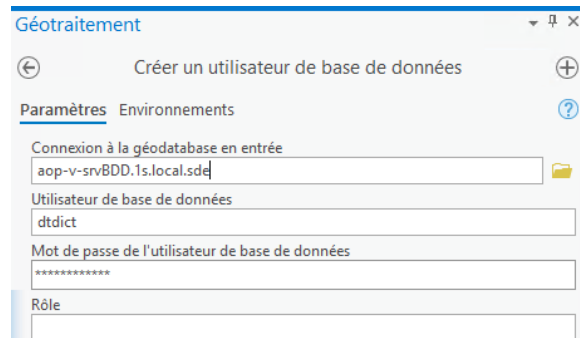 Géotraitement
Créer un utilisateur de base de données
Paramètres Environnements
Connexion à la géodatabase en entrée
aop-v-srvBDD.1s.local.sde
Utilisateur de base de données
dtdict
Mot de passe de l'utilisateur de base de données
************
Rôle